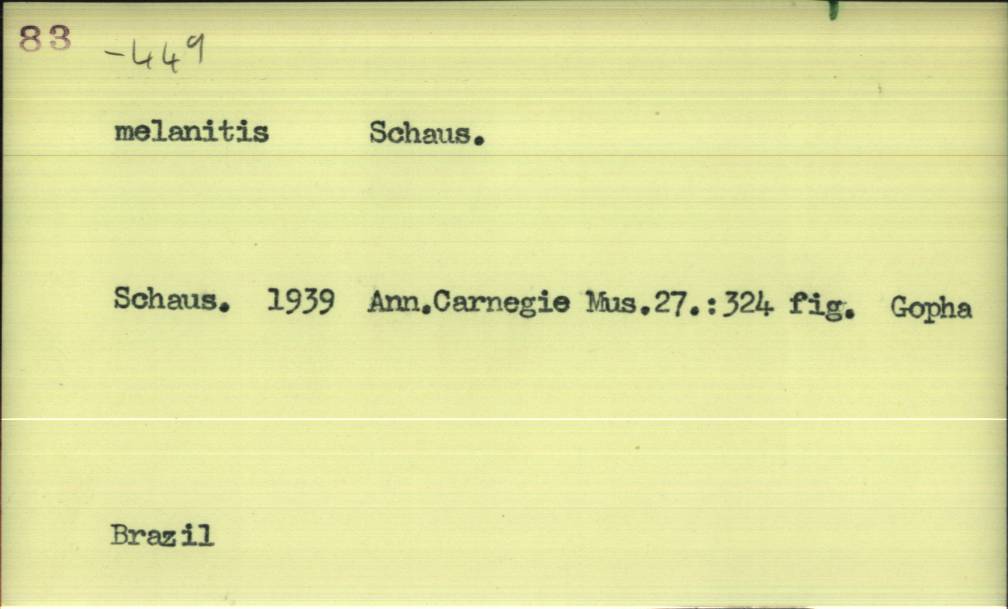 83 -449
melanitis Schaus.
Schaus. 1939 Ann.Carnegie Mus.27.:324 fig. Gopha
Brazil